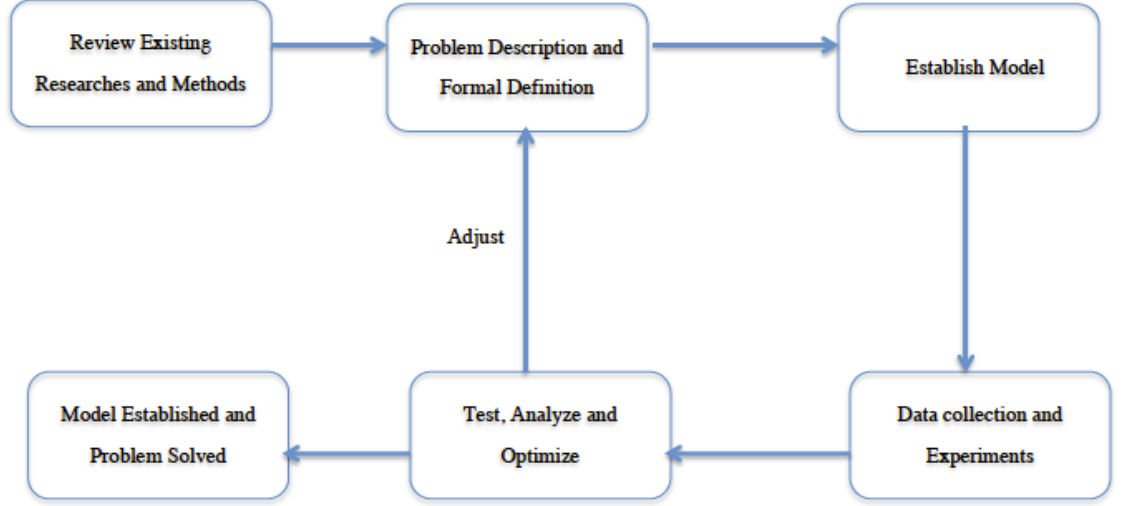 Review Existing
Researches and Methods
Problem Description and
Formal Definition
Establish Model
Adjust
Model Established and
Problem Solved
Test, Analyze and
Optimize
Data collection and
Experiments